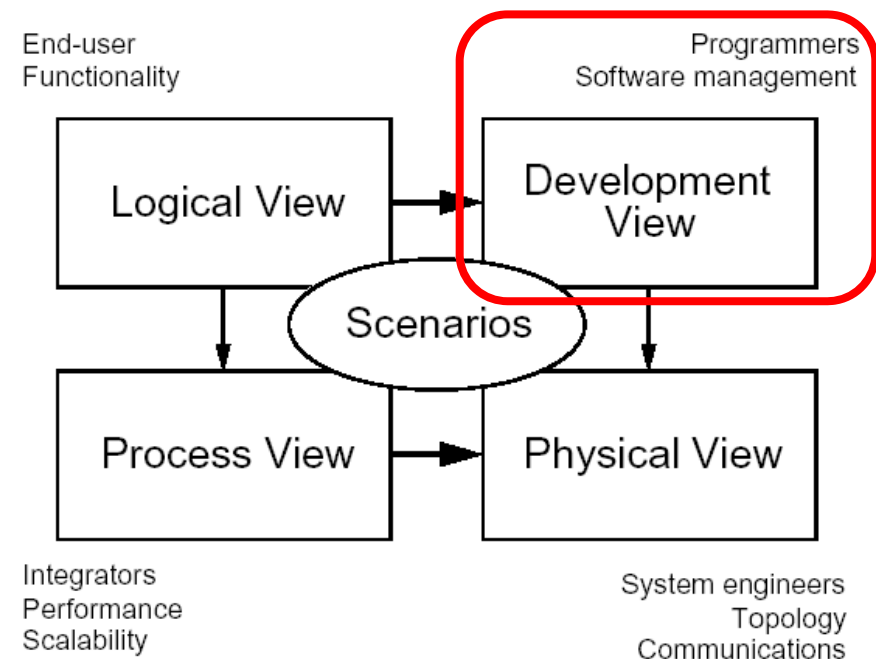 End-user
Functionality
Programmers
Software management
Logical View
Development
View
Scenarios
Process View
Physical View
Integrators
Performance
Scalability
System engineers
Topology
Communications